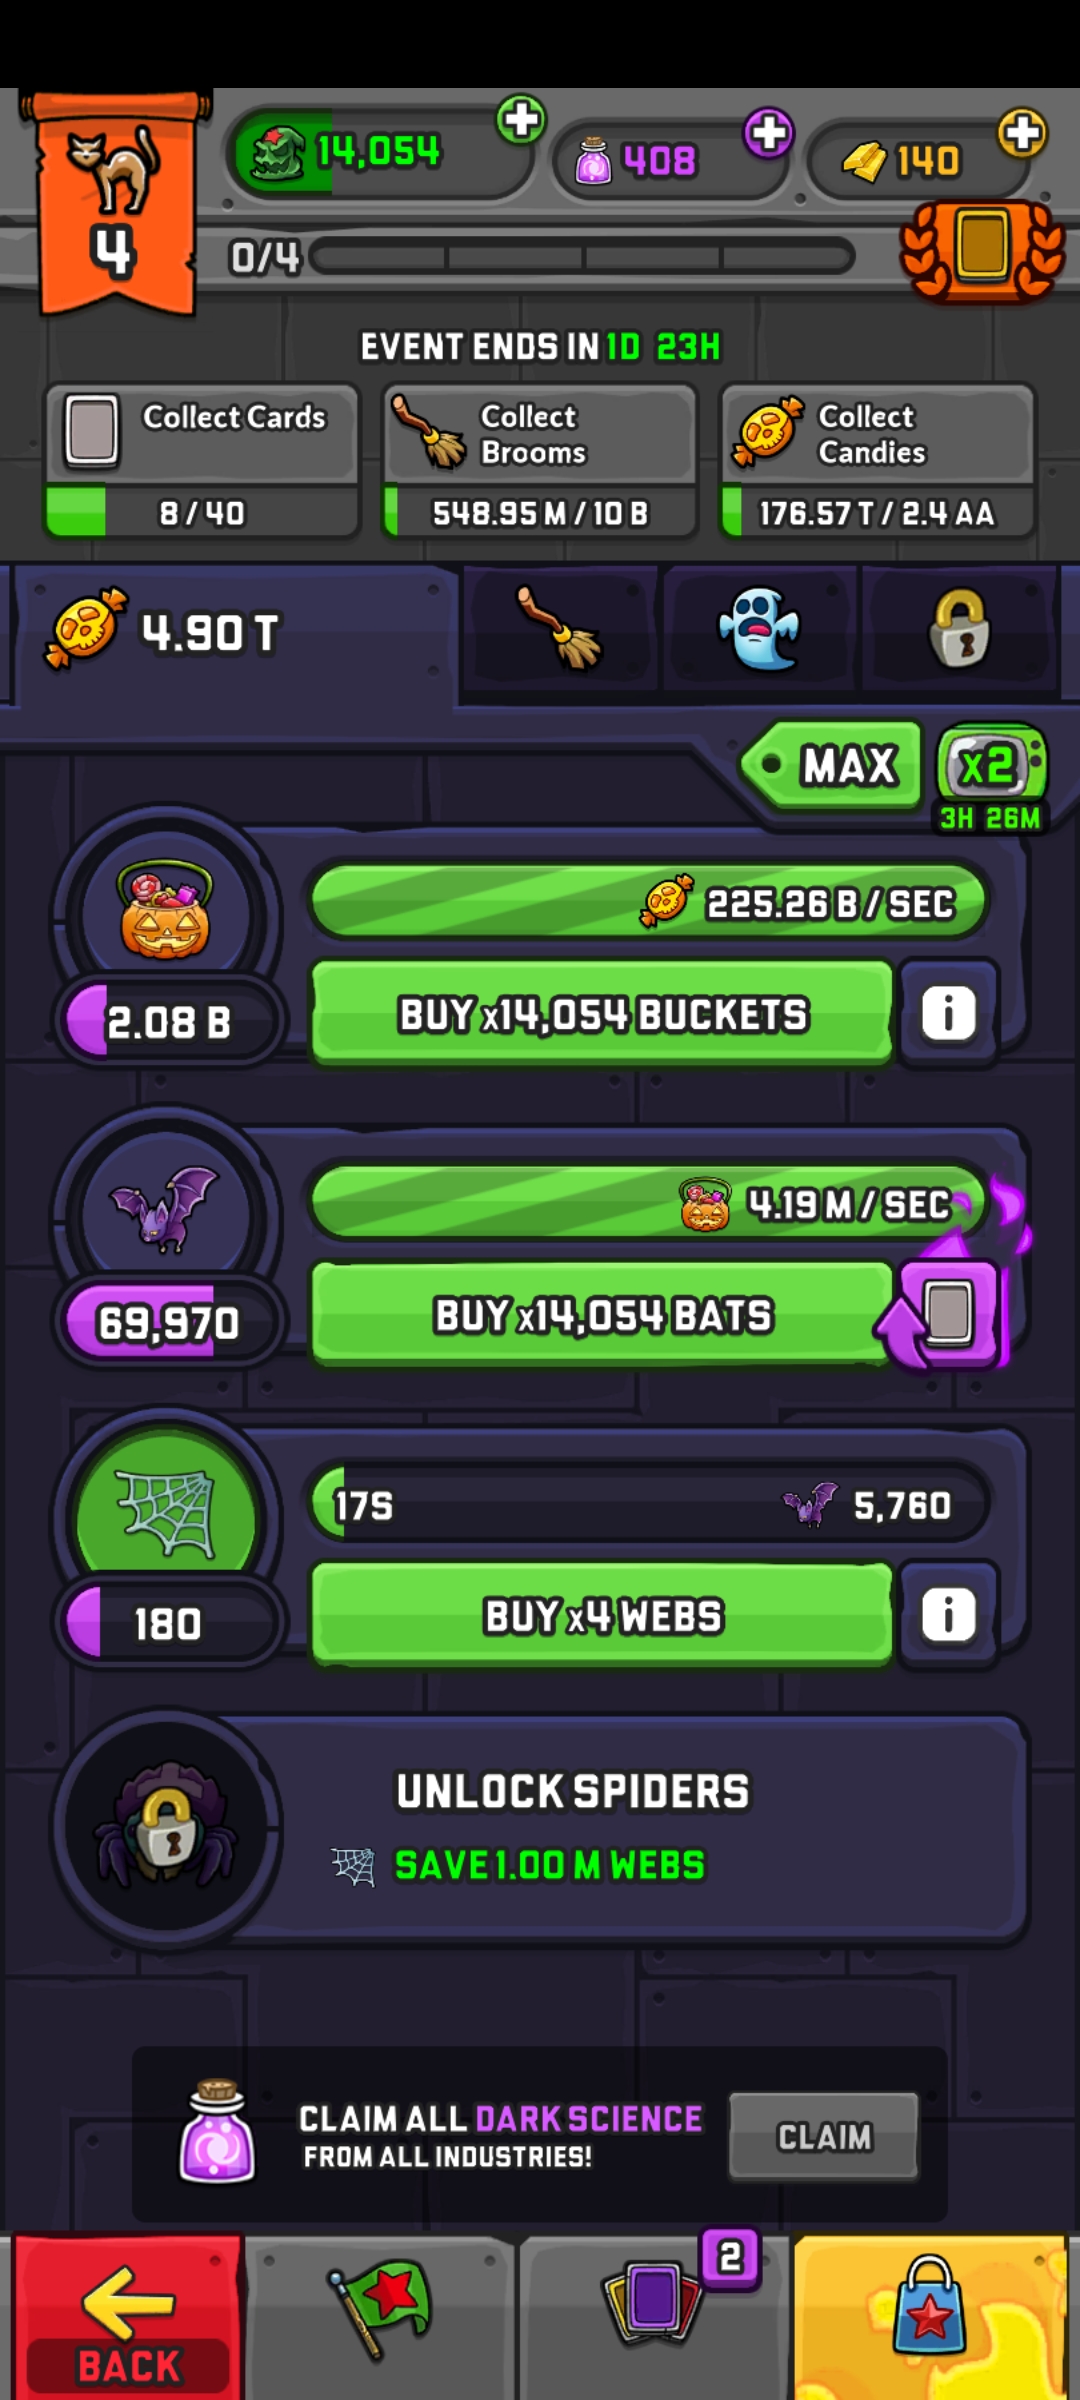 14,054
408
140
4
0/4
EVENT ENDS IN 1D 23H
Collect Cards
8 / 40
Collect
Brooms
548.95 M / 10 B
Collect
Candies
176.57 T / 2.4 AA
4.90 T
MAX
x2
3H 26M
225.26 B / SEC
2.08 B
BUY x14,054 BUCKETS
i
4.19 M / SEC
69,970
BUY x14,054 BATS
17S
5,760
180
BUY x4 WEBS
i
UNLOCK SPIDERS
SAVE 1.00 M WEBS
CLAIM ALL DARK SCIENCE
FROM ALL INDUSTRIES!
CLAIM
2
BACK